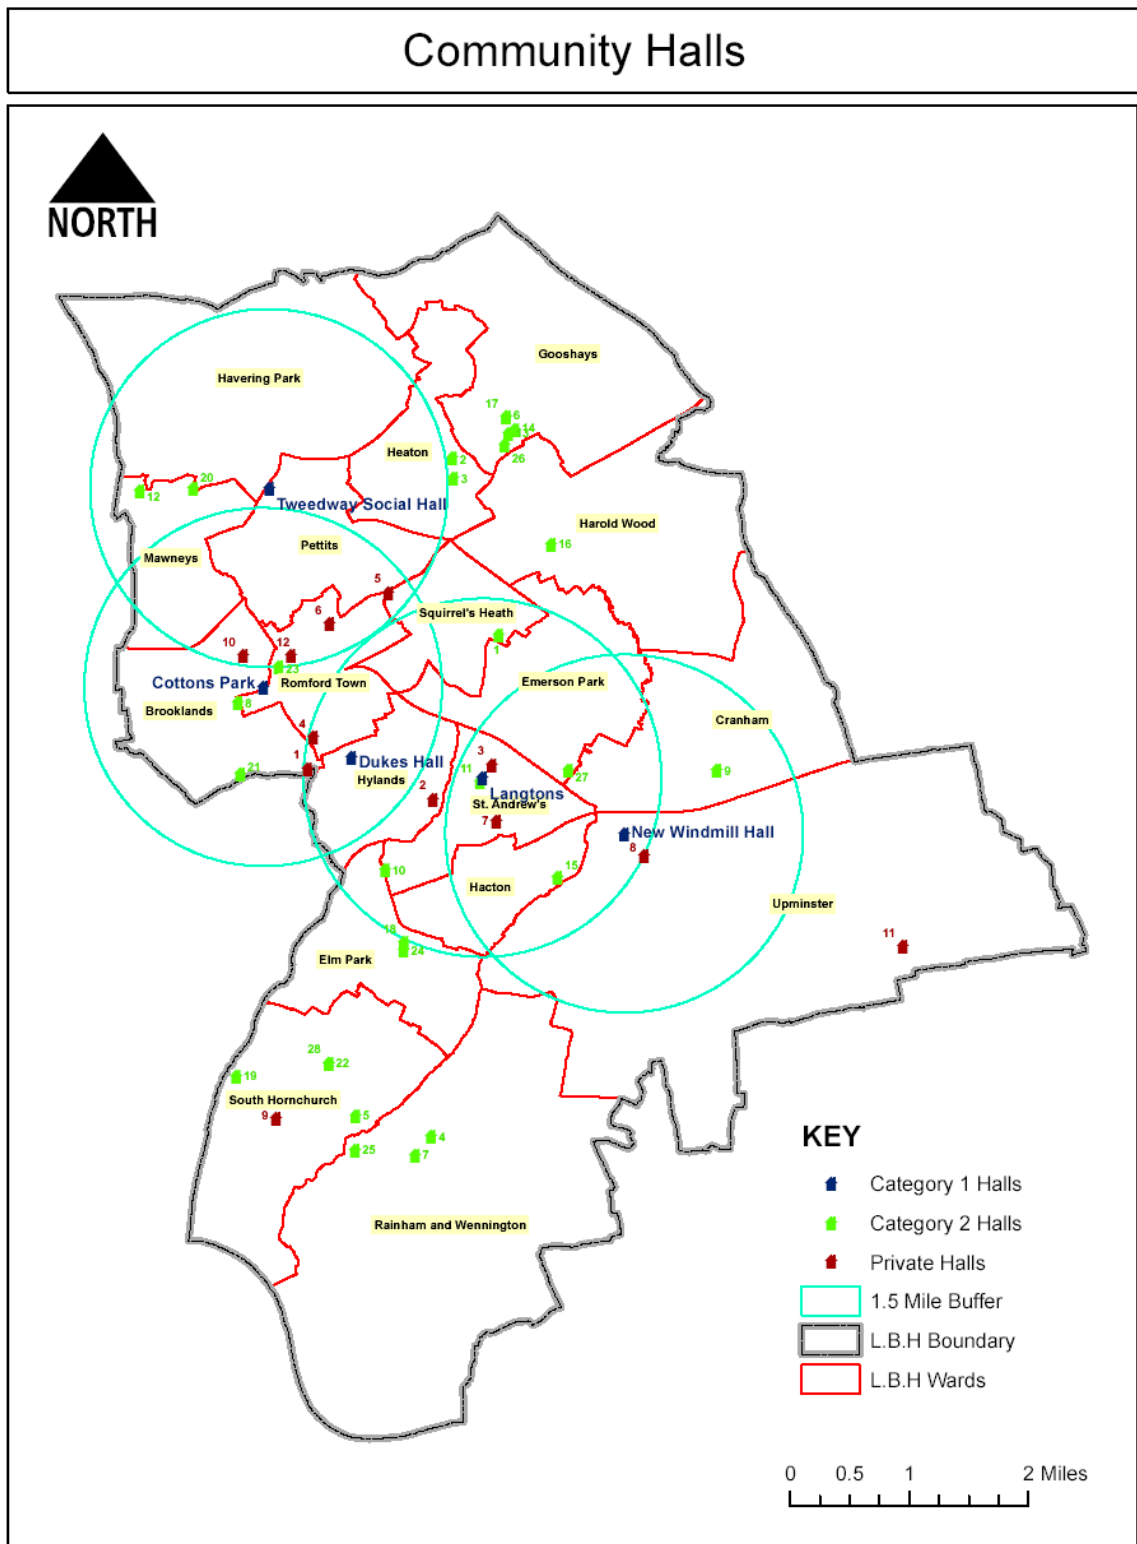 Community Halls
NORTH
Gooshays
Havering Park
17
6
14
Heaton
2
26
3
20
12
Tweedway Social Hall
Harold Wood
Pettits
16
Mawneys
5
Squirrel's Heath
6
1
10
12
23
Cottons Park
Romford Town
Emerson Park
8
Brooklands
Cranham
4
3
Dukes Hall
1
11
27
9
21
Hylands
Langtons
2
St. Andrew's
7
New Windmill Hall
8
10
15
Hacton
Upminster
11
18
24
Elm Park
28
22
19
South Hornchurch
9
5
4
25
7
Rainham and Wennington
KEY
Category 1 Halls
Category 2 Halls
Private Halls
1.5 Mile Buffer
L.B.H Boundary
L.B.H Wards
0 0.5 1 2 Miles